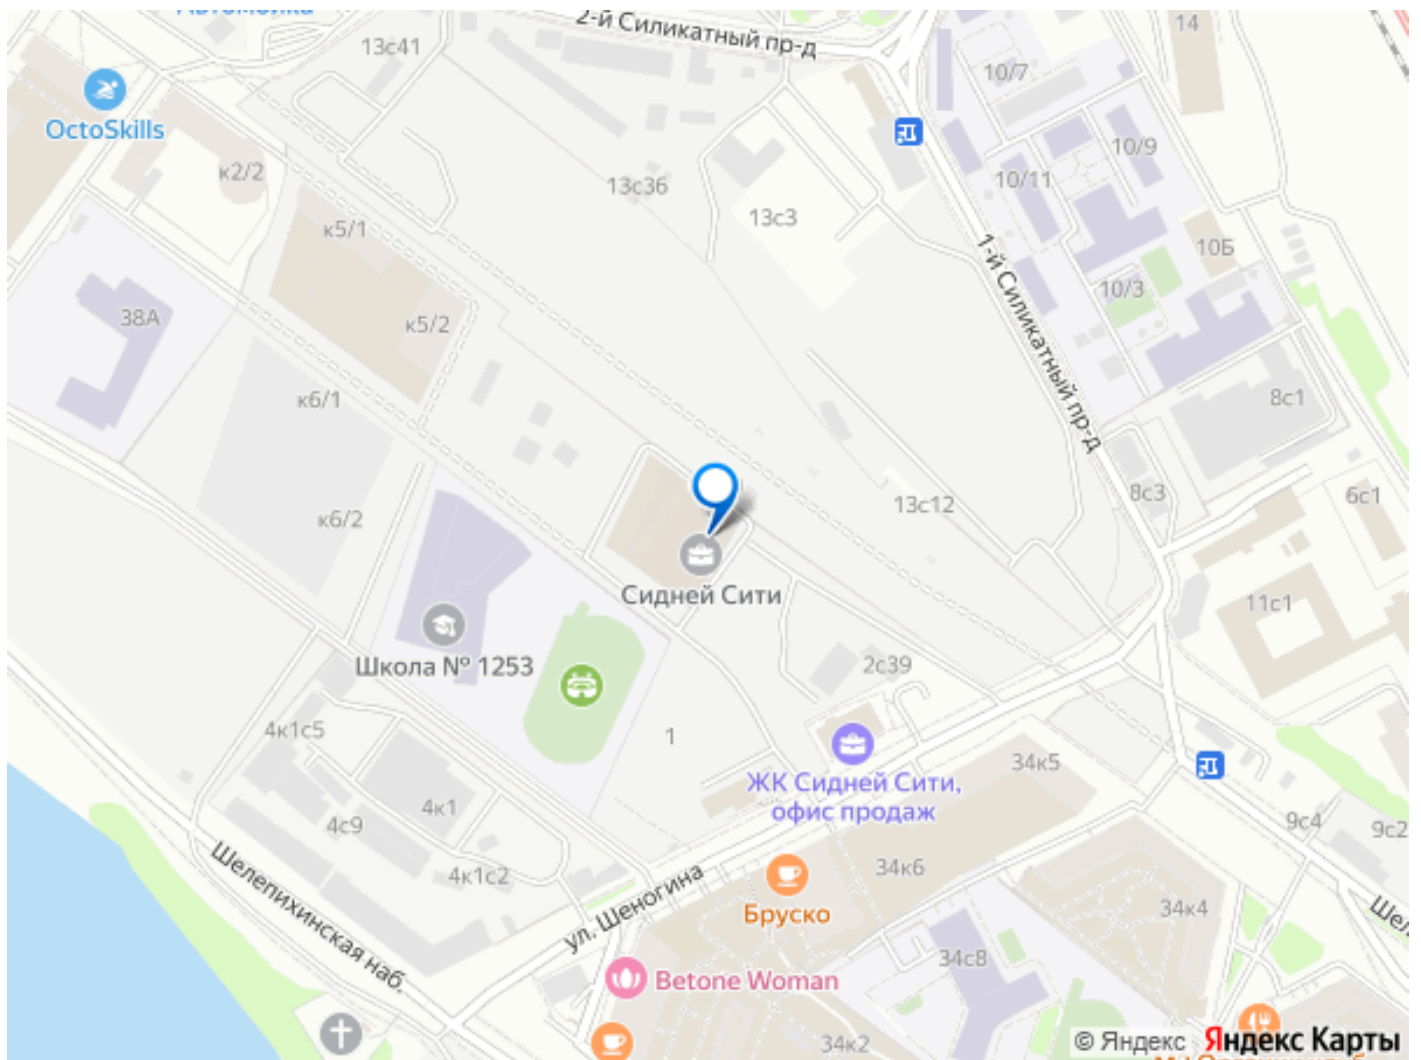 Автомойка
2-й Силикатный пр-д
14
13с41
10/7
OctoSkills
10/9
к2/2
13с36
10/11
13с3
к5/1
1-й Силикатный пр-д
10Б
10/3
38А
к5/2
к6/1
8с1
8с3
6с1
13с12
к6/2
Сидней Сити
11с1
Школа № 1253
2с39
4к1с5
1
34к5
ЖК Сидней Сити,
офис продаж
4к1
4с9
9с4
9с2
Шелепихинская наб.
4к1с2
34к6
ул. Шеногина
Бруско
34к4
34с8
Betone Woman
34к2
© Яндекс Яндекс Карты